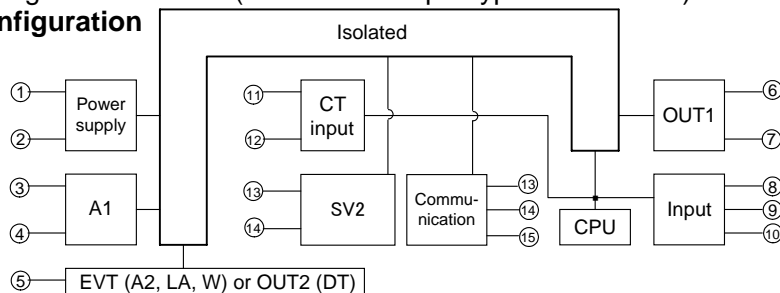 nfiguration
Isolated
①
Power
supply
②
③
A1
④
⑤
EVT (A2, LA, W) or OUT2 (DT)
⑪
CT
input
⑫
⑬
SV2
⑭
Commu-
nication
⑬
⑭
⑮
CPU
OUT1
⑥
⑦
Input
⑧
⑨
⑩